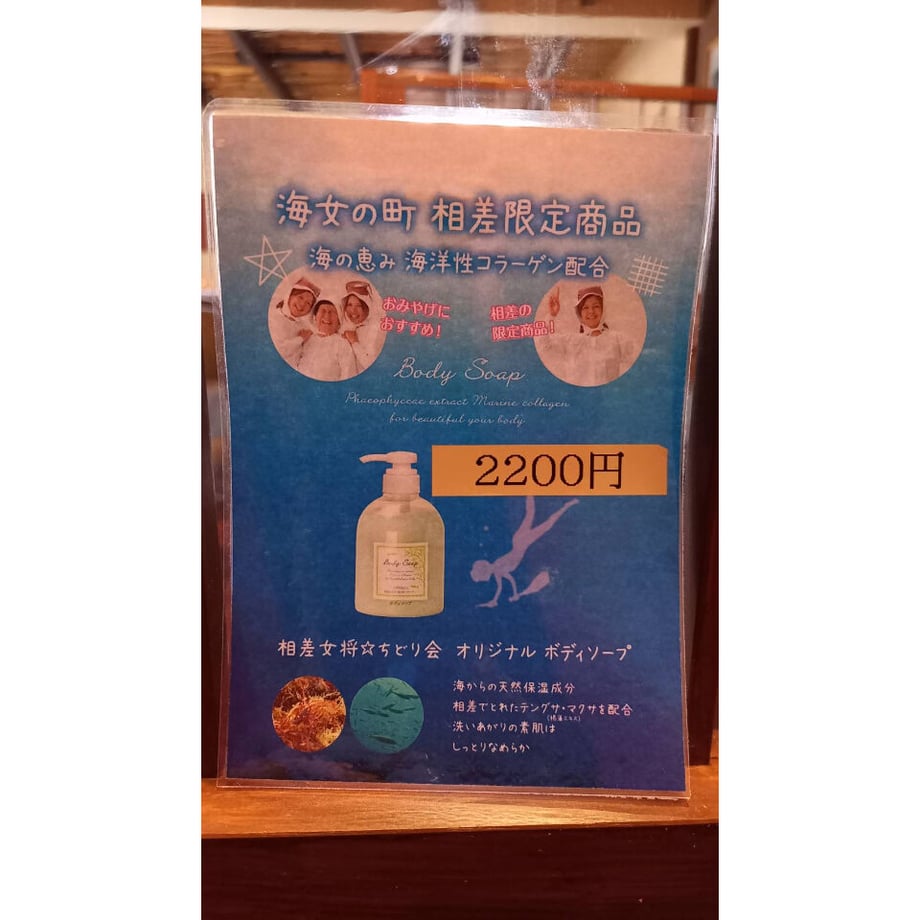 海女の町 相差限定商品
海の恵み 海洋性コラーゲン配合
おみやげに
おすすめ！
相差の
限定商品！
Body Soap
Phaeophyceae extract Marine collagen
for beautiful your body
2200円
Body Soap
ボディソープ
相差女将☆ちどり会 オリジナル ボディソープ
海からの天然保湿成分
相差でとれたテングサ・マクサを配合
洗いあがりの素肌は
しっとりなめらか